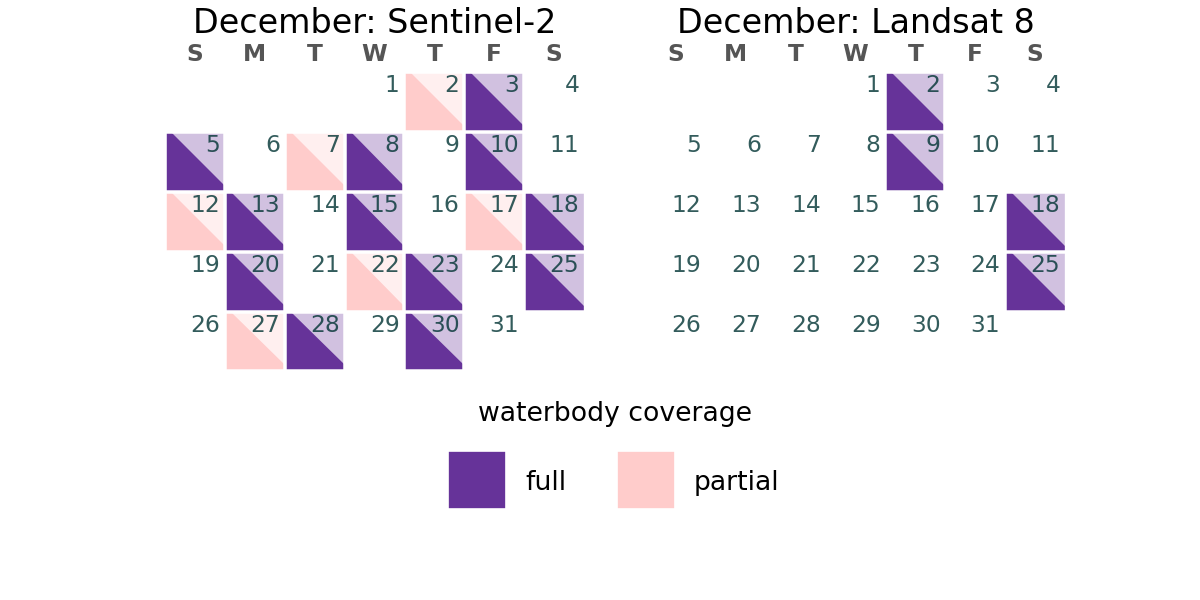 December: Sentinel-2
S M T W T F S
1 2 3 4
5 6 7 8 9 10 11
12 13 14 15 16 17 18
19 20 21 22 23 24 25
26 27 28 29 30 31
December: Landsat 8
S M T W T F S
1 2 3 4
5 6 7 8 9 10 11
12 13 14 15 16 17 18
19 20 21 22 23 24 25
26 27 28 29 30 31
waterbody coverage
full
partial